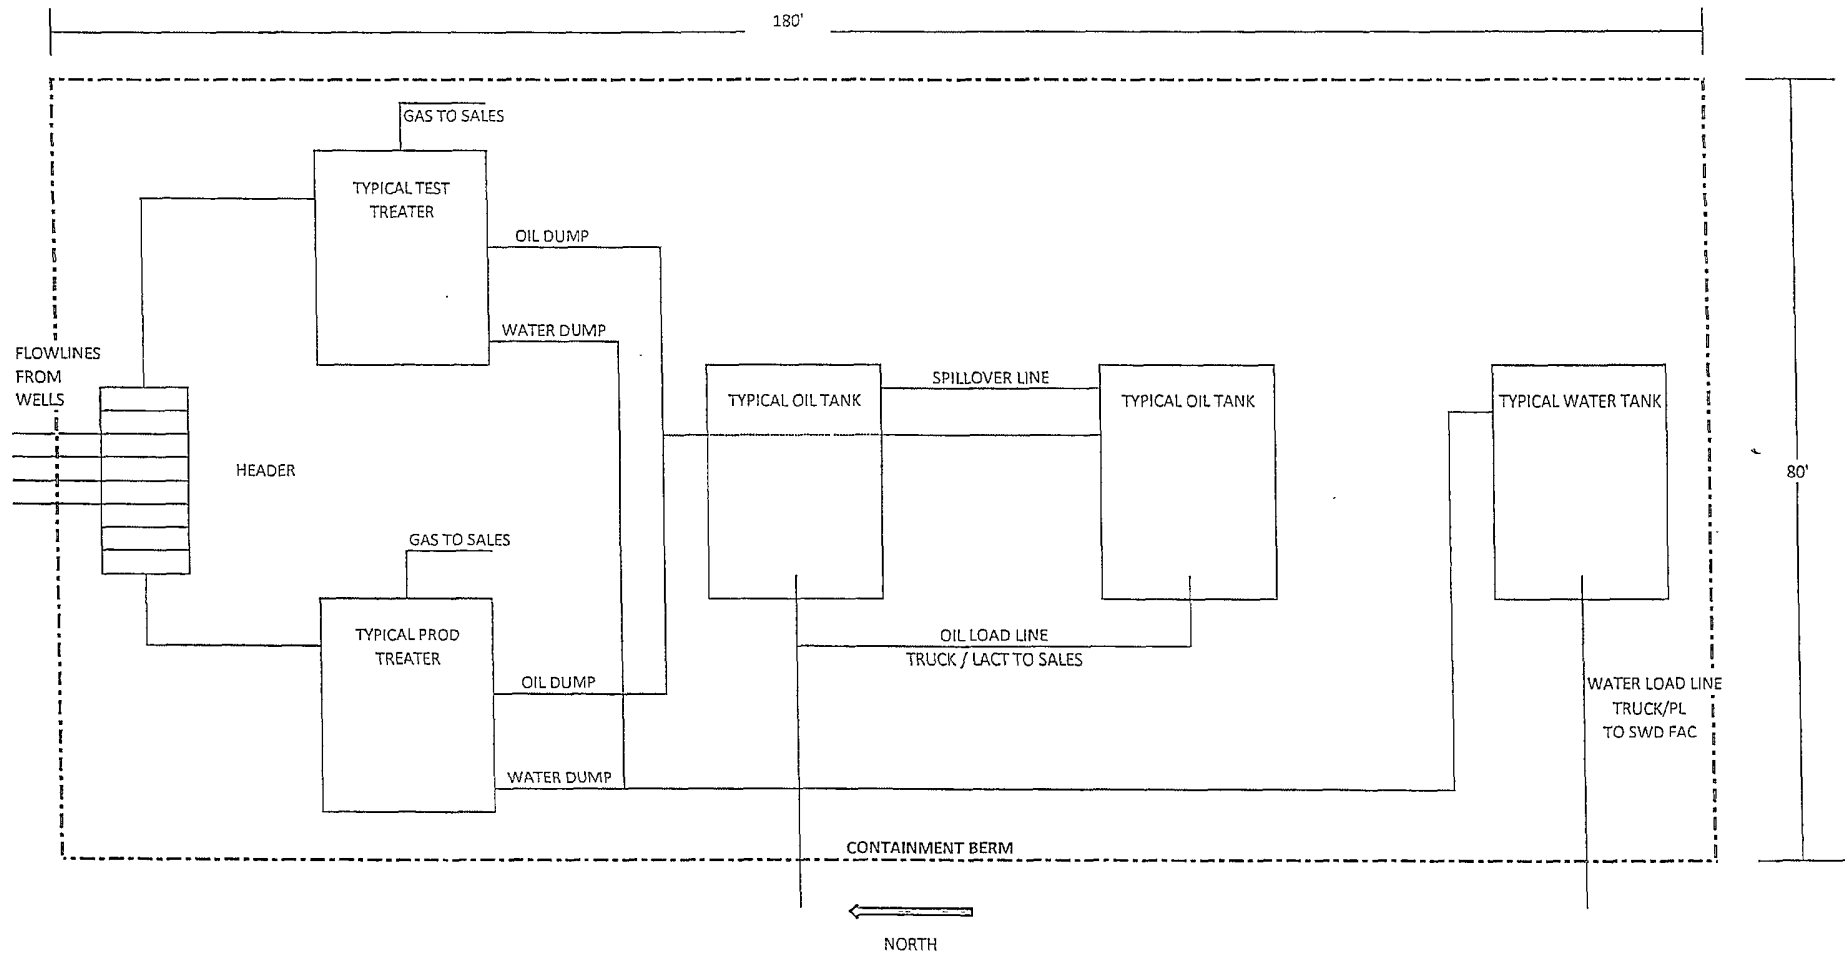 180'
GAS TO SALES
TYPICAL TEST
TREATER
OIL DUMP
WATER DUMP
FLOWLINES
FROM
WELLS
SPILLOVER LINE
TYPICAL OIL TANK
TYPICAL OIL TANK
TYPICAL WATER TANK
HEADER
80'
GAS TO SALES
TYPICAL PROD
TREATER
OIL LOAD LINE
TRUCK / LACT TO SALES
OIL DUMP
WATER LOAD LINE
TRUCK/PL
TO SWD FAC
WATER DUMP
CONTAINMENT BERM
NORTH